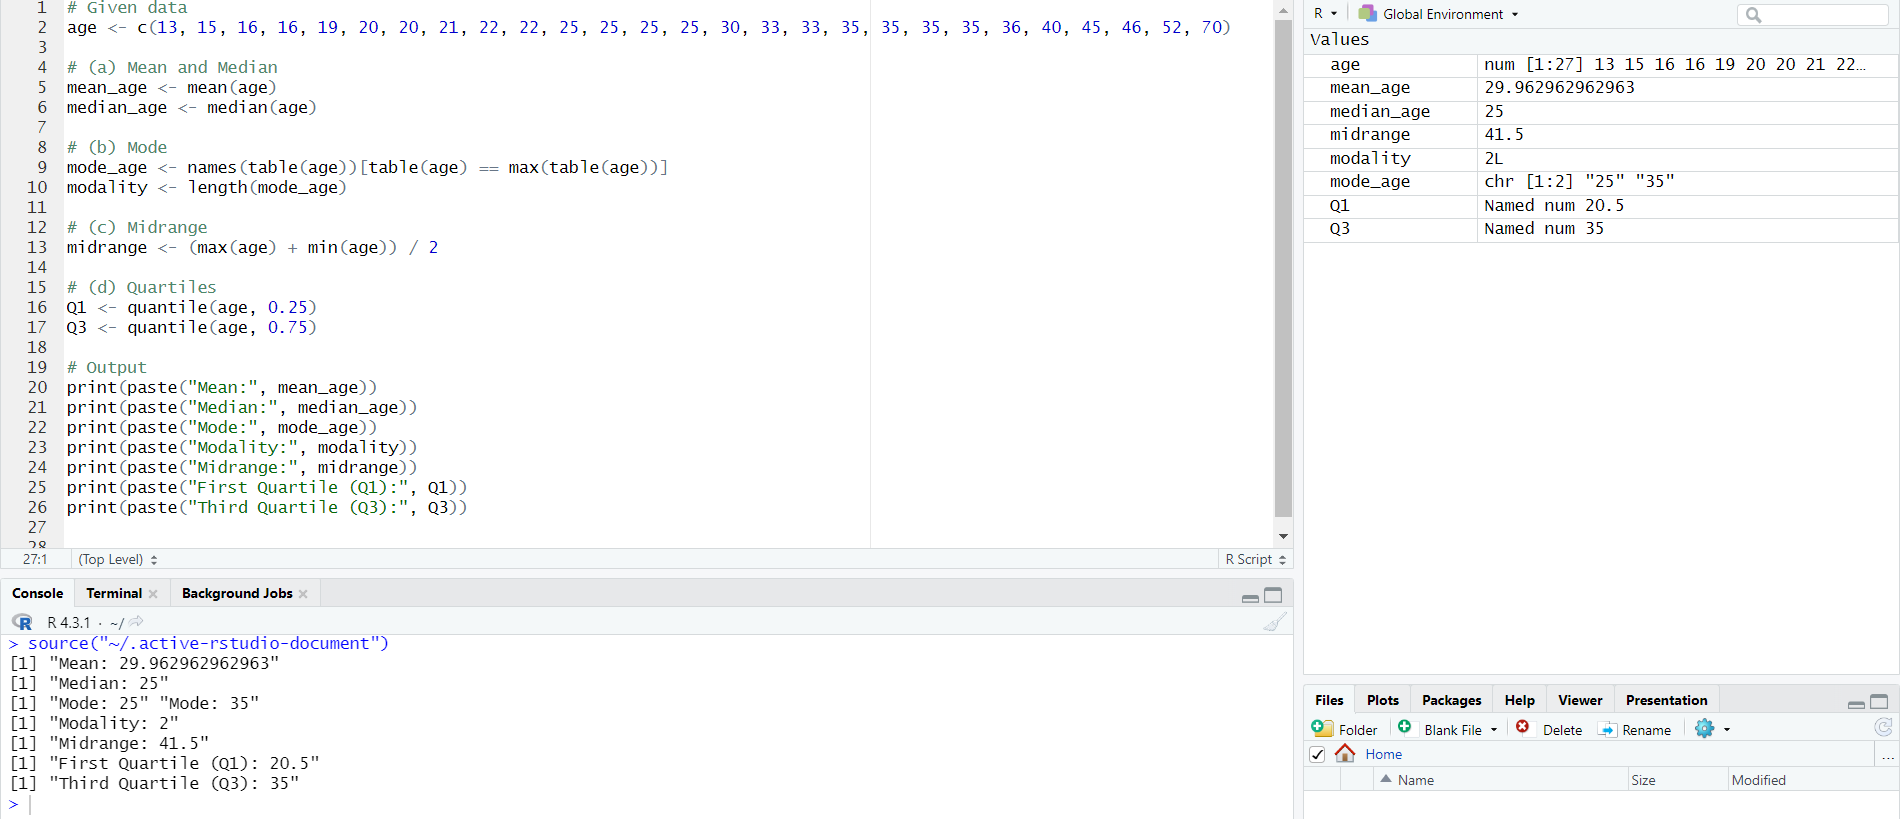 1 # Given data
2 age <- c(13, 15, 16, 16, 19, 20, 20, 21, 22, 22, 25, 25, 25, 25, 30, 33, 33, 35, 35, 35, 35, 36, 40, 45, 46, 52, 70)
3
4 # (a) Mean and Median
5 mean_age <- mean(age)
6 median_age <- median(age)
7
8 # (b) Mode
9 mode_age <- names(table(age))[table(age) == max(table(age))]
10 modality <- length(mode_age)
11
12 # (c) Midrange
13 midrange <- (max(age) + min(age)) / 2
14
15 # (d) Quartiles
16 Q1 <- quantile(age, 0.25)
17 Q3 <- quantile(age, 0.75)
18
19 # Output
20 print(paste("Mean:", mean_age))
21 print(paste("Median:", median_age))
22 print(paste("Mode:", mode_age))
23 print(paste("Modality:", modality))
24 print(paste("Midrange:", midrange))
25 print(paste("First Quartile (Q1):", Q1))
26 print(paste("Third Quartile (Q3):", Q3))
27
28
27:1 (Top Level) R Script
Console Terminal Background Jobs
R 4.3.1 · ~/
> source("~/.active-rstudio-document")
[1] "Mean: 29.962962962963"
[1] "Median: 25"
[1] "Mode: 25" "Mode: 35"
[1] "Modality: 2"
[1] "Midrange: 41.5"
[1] "First Quartile (Q1): 20.5"
[1] "Third Quartile (Q3): 35"
>
R Global Environment
Values
age num [1:27] 13 15 16 16 19 20 20 21 22…
mean_age 29.962962962963
median_age 25
midrange 41.5
modality 2L
mode_age chr [1:2] "25" "35"
Q1 Named num 20.5
Q3 Named num 35
Files Plots Packages Help Viewer Presentation
Folder Blank File Delete Rename
Home ...
Name Size Modified